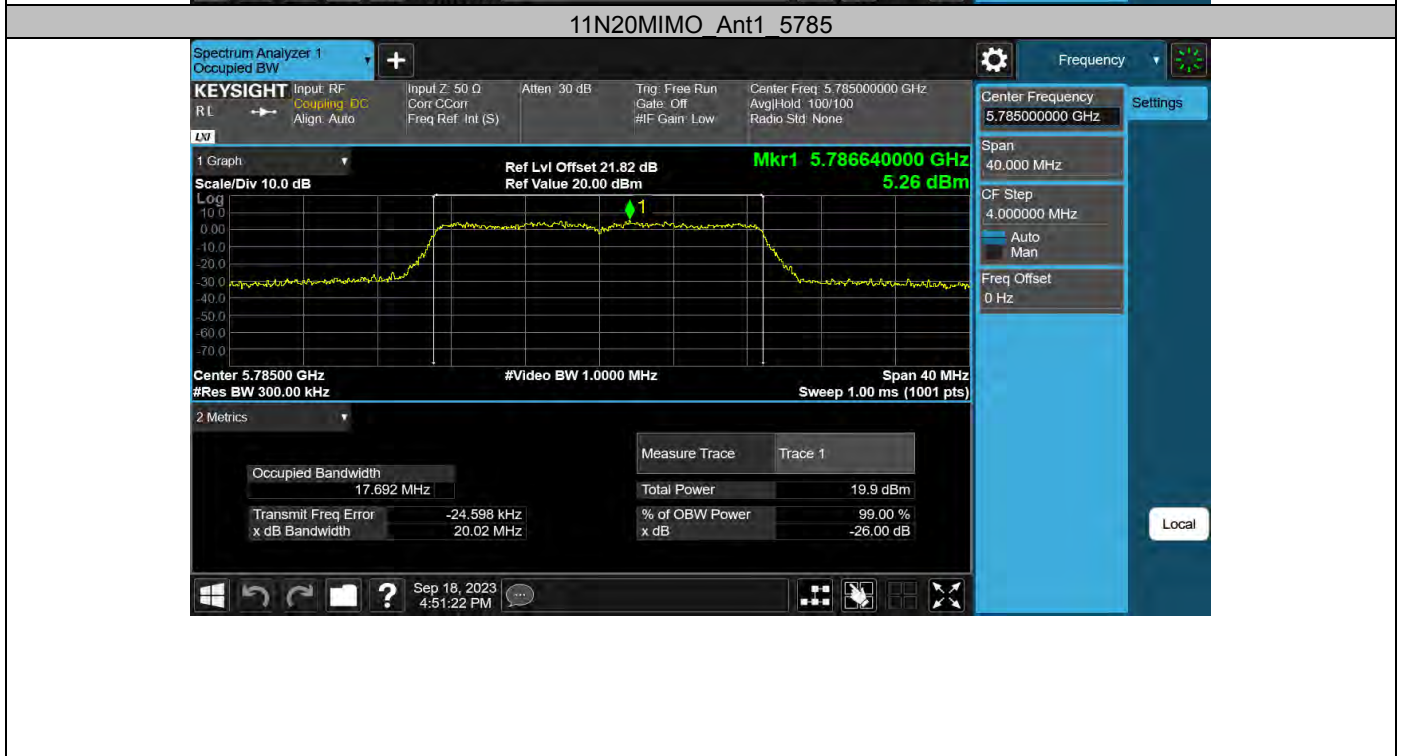 11N20MIMO_Ant1_5785
Spectrum Analyzer 1
Occupied BW
+
Frequency
KEYSIGHT
R L
LXI
Input: RF
Coupling: DC
Align: Auto
Input Z: 50 Ω
Corr CCorr
Freq Ref: Int (S)
Atten: 30 dB
Trig: Free Run
Gate: Off
#IF Gain: Low
Center Freq: 5.785000000 GHz
Avg|Hold: 100/100
Radio Std: None
Center Frequency
5.785000000 GHz
Settings
Span
40.000 MHz
CF Step
4.000000 MHz
Auto
Man
Freq Offset
0 Hz
Local
1 Graph
Scale/Div 10.0 dB
Ref Lvl Offset 21.82 dB
Ref Value 20.00 dBm
Mkr1 5.786640000 GHz
5.26 dBm
Log
10.0
0.00
-10.0
-20.0
-30.0
-40.0
-50.0
-60.0
-70.0
1
Center 5.78500 GHz
#Res BW 300.00 kHz
#Video BW 1.0000 MHz
Span 40 MHz
Sweep 1.00 ms (1001 pts)
2 Metrics
Occupied Bandwidth
17.692 MHz
Transmit Freq Error -24.598 kHz
x dB Bandwidth 20.02 MHz
Measure Trace Trace 1
Total Power 19.9 dBm
% of OBW Power 99.00 %
x dB -26.00 dB
?
Sep 18, 2023
4:51:22 PM